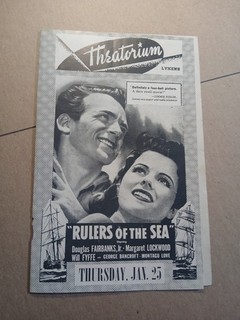 Theatorium
LYKENS
"RULERS OF THE SEA"
Douglas FAIRBANKS, Jr. · Margaret LOCKWOOD
Will FYFFE · GEORGE BANCROFT · MONTAGU LOVE
THURSDAY, JAN. 25